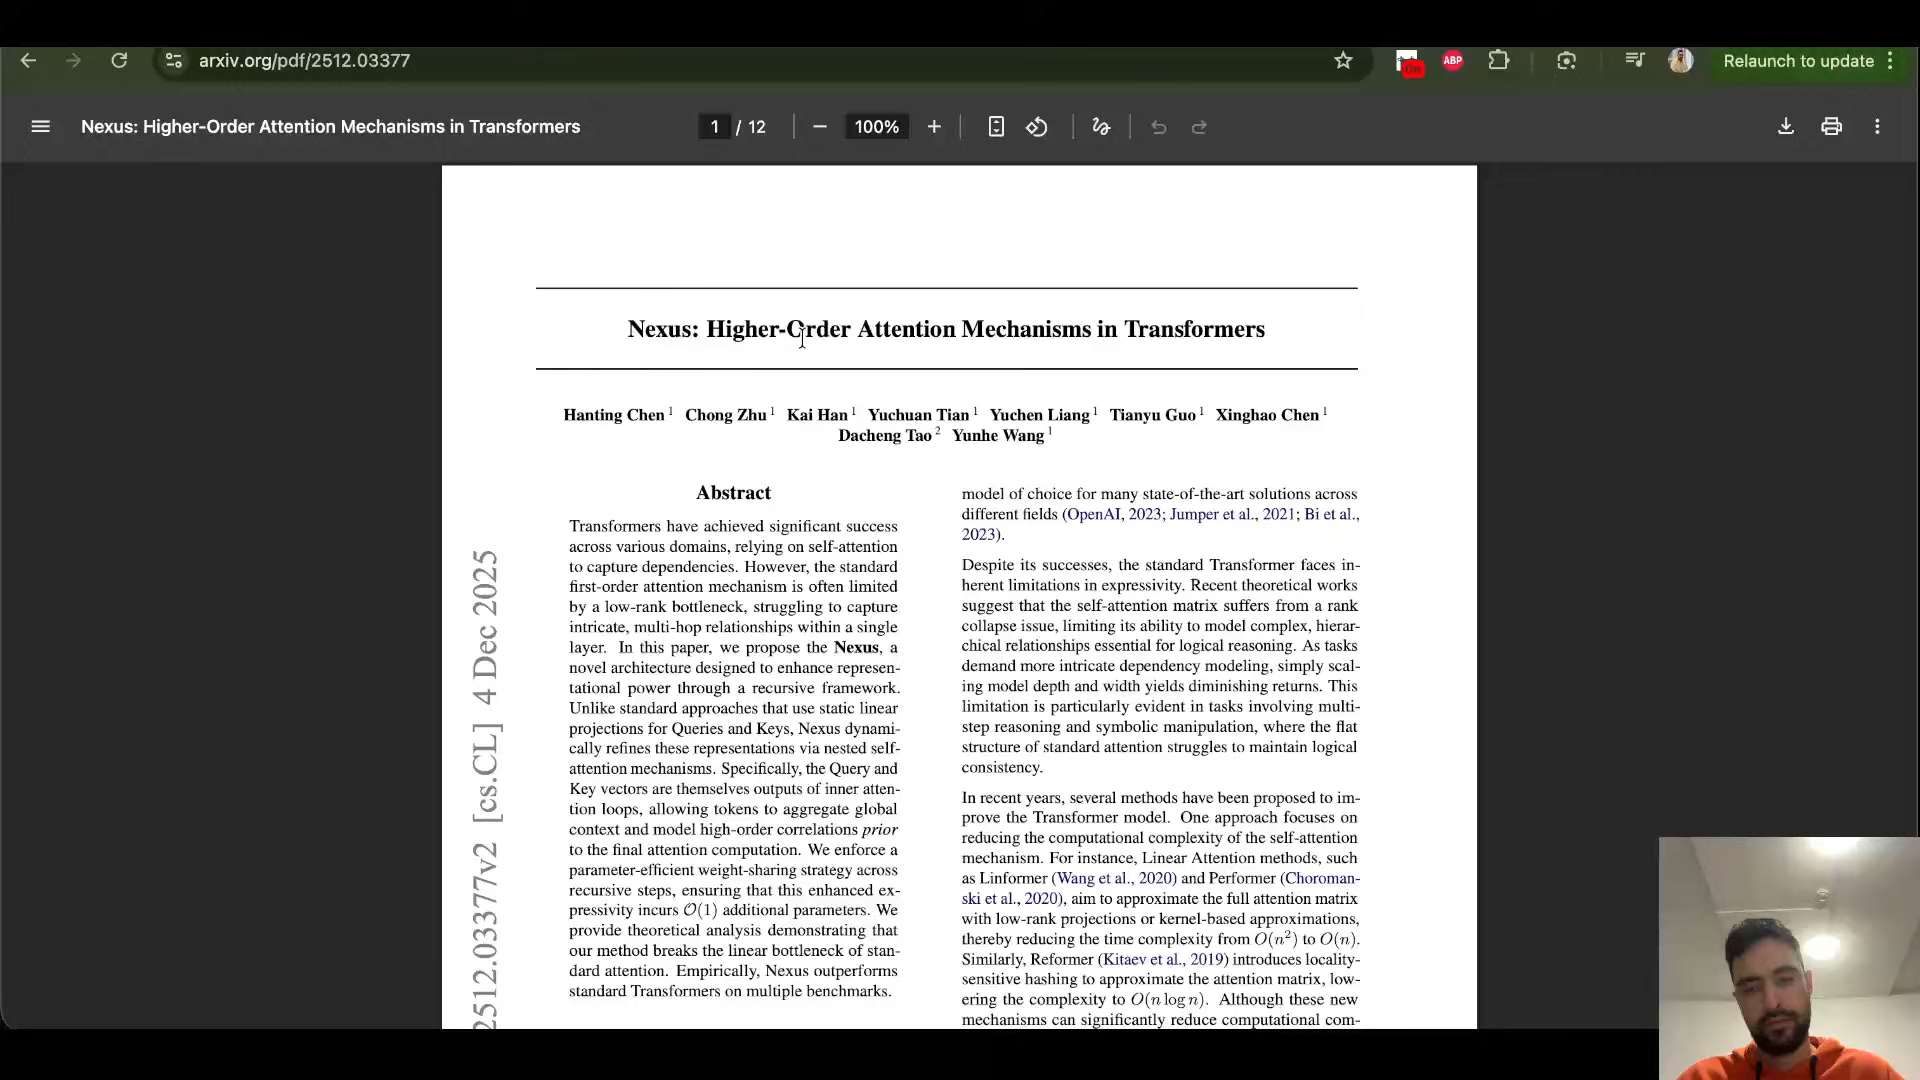 arxiv.org/pdf/2512.03377
On
ABP
Relaunch to update
Nexus: Higher-Order Attention Mechanisms in Transformers
1 / 12
100%
Nexus: Higher-Order Attention Mechanisms in Transformers
Hanting Chen 1 Chong Zhu 1 Kai Han 1 Yuchuan Tian 1 Yuchen Liang 1 Tianyu Guo 1 Xinghao Chen 1
Dacheng Tao 2 Yunhe Wang 1
2512.03377v2 [cs.CL] 4 Dec 2025
Abstract
Transformers have achieved significant success
across various domains, relying on self-attention
to capture dependencies. However, the standard
first-order attention mechanism is often limited
by a low-rank bottleneck, struggling to capture
intricate, multi-hop relationships within a single
layer. In this paper, we propose the Nexus, a
novel architecture designed to enhance represen-
tational power through a recursive framework.
Unlike standard approaches that use static linear
projections for Queries and Keys, Nexus dynami-
cally refines these representations via nested self-
attention mechanisms. Specifically, the Query and
Key vectors are themselves outputs of inner atten-
tion loops, allowing tokens to aggregate global
context and model high-order correlations prior
to the final attention computation. We enforce a
parameter-efficient weight-sharing strategy across
recursive steps, ensuring that this enhanced ex-
pressivity incurs O(1) additional parameters. We
provide theoretical analysis demonstrating that
our method breaks the linear bottleneck of stan-
dard attention. Empirically, Nexus outperforms
standard Transformers on multiple benchmarks.
model of choice for many state-of-the-art solutions across
different fields (OpenAI, 2023; Jumper et al., 2021; Bi et al.,
2023).
Despite its successes, the standard Transformer faces in-
herent limitations in expressivity. Recent theoretical works
suggest that the self-attention matrix suffers from a rank
collapse issue, limiting its ability to model complex, hierar-
chical relationships essential for logical reasoning. As tasks
demand more intricate dependency modeling, simply scal-
ing model depth and width yields diminishing returns. This
limitation is particularly evident in tasks involving multi-
step reasoning and symbolic manipulation, where the flat
structure of standard attention struggles to maintain logical
consistency.
In recent years, several methods have been proposed to im-
prove the Transformer model. One approach focuses on
reducing the computational complexity of the self-attention
mechanism. For instance, Linear Attention methods, such
as Linformer (Wang et al., 2020) and Performer (Choroman-
ski et al., 2020), aim to approximate the full attention matrix
with low-rank projections or kernel-based approximations,
thereby reducing the time complexity from O(n²) to O(n).
Similarly, Reformer (Kitaev et al., 2019) introduces locality-
sensitive hashing to approximate the attention matrix, low-
ering the complexity to O(n log n). Although these new
mechanisms can significantly reduce computational com-